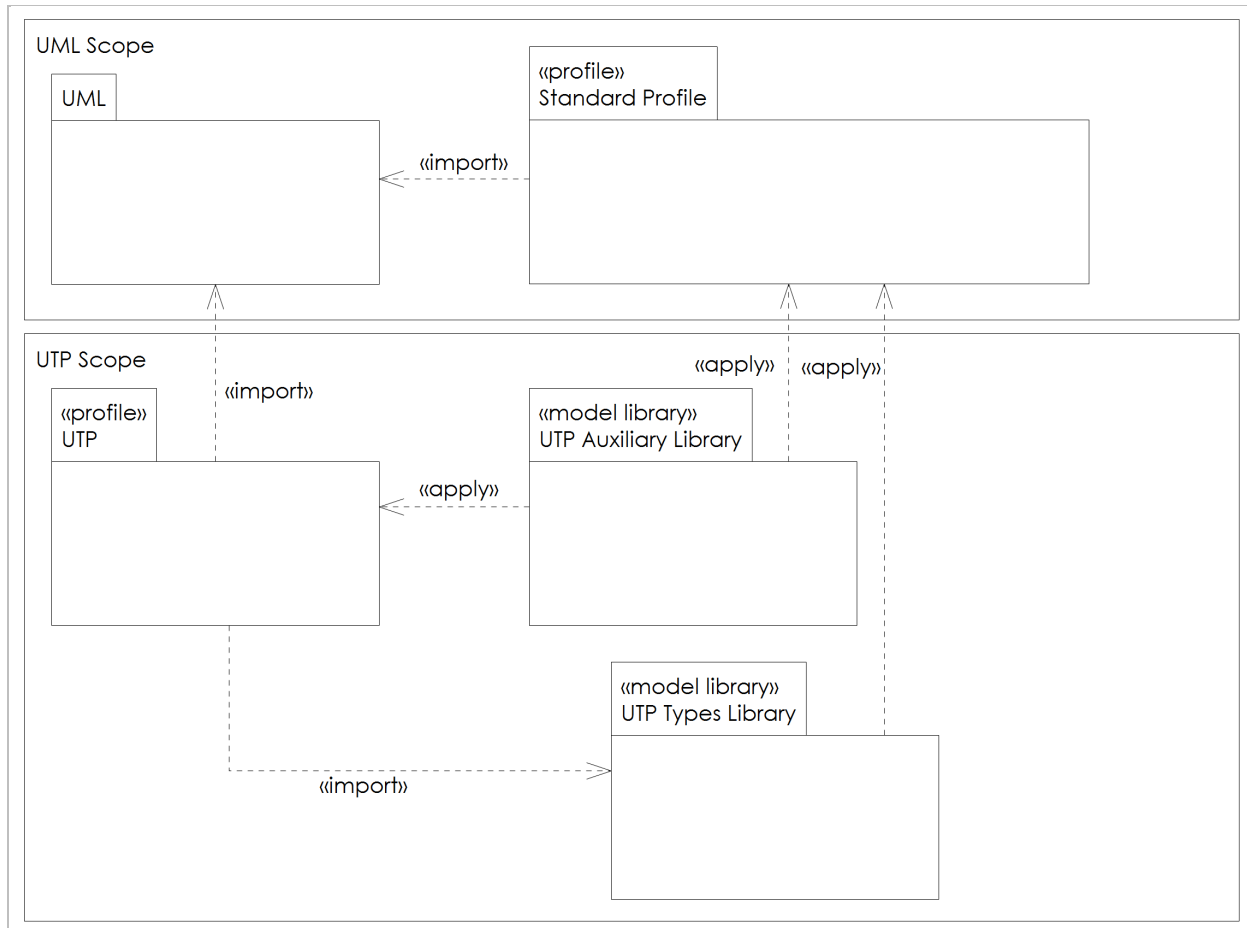 UML Scope
UML
«profile»
Standard Profile
«import»
UTP Scope
«import»
«apply»
«apply»
«profile»
UTP
«model library»
UTP Auxiliary Library
«apply»
«model library»
UTP Types Library
«import»